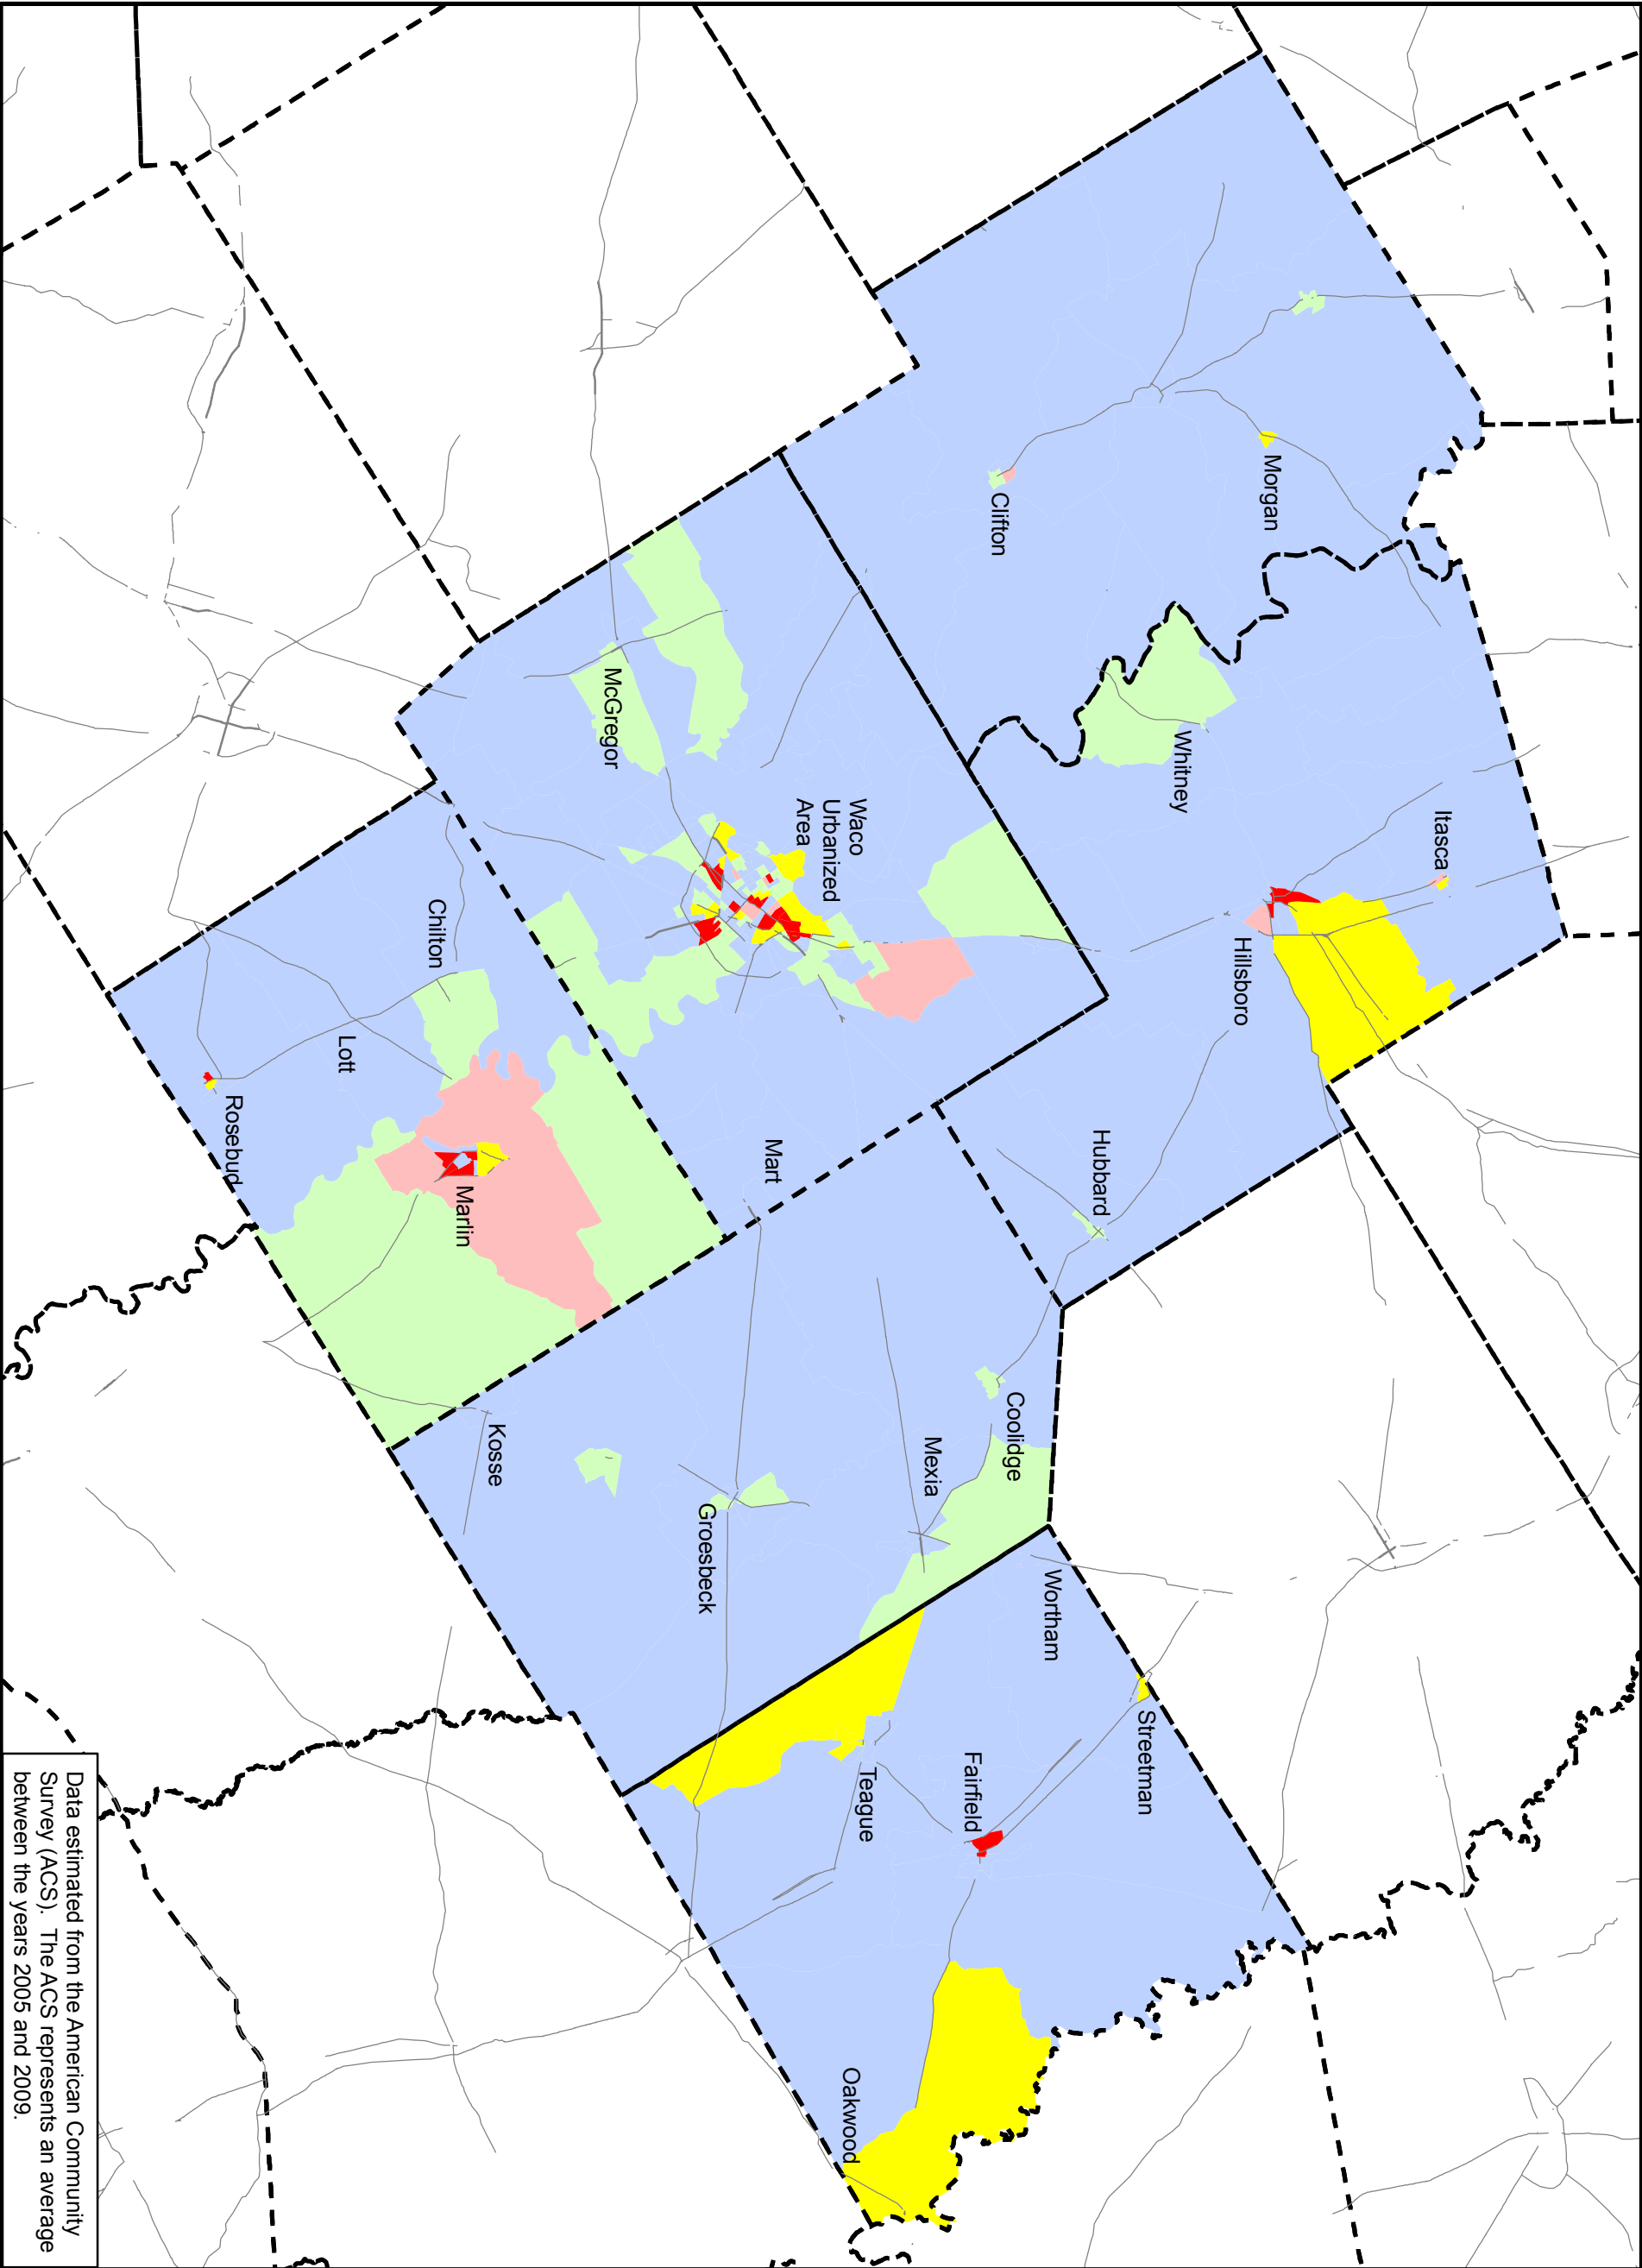 Itasca
Morgan
Whitney
Hillsboro
Clifton
Hubbard
Streetman
Waco
Urbanized
Area
Coolidge
Wortham
Mexia
Fairfield
McGregor
Mart
Teague
Oakwood
Groesbeck
Chilton
Marlin
Kosse
Lott
Rosebud
Data estimated from the American Community
Survey (ACS). The ACS represents an average
between the years 2005 and 2009.